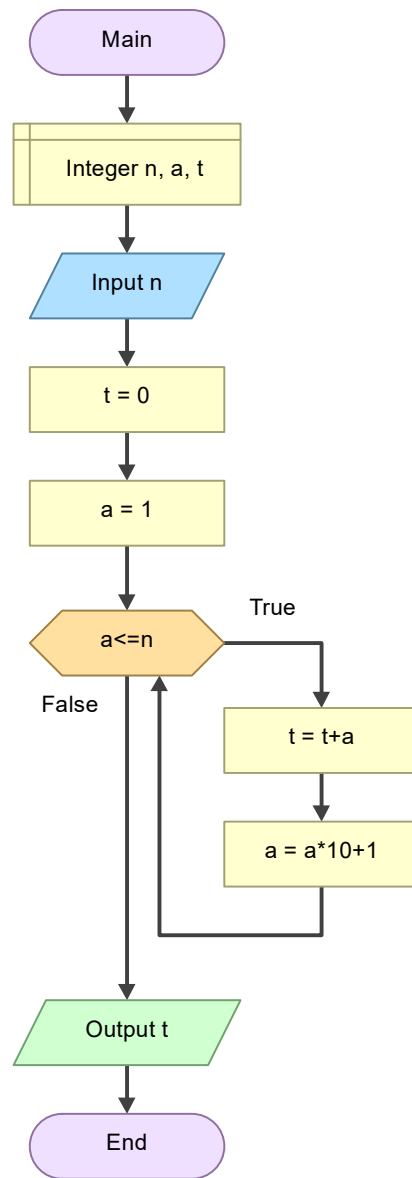 Main
Integer n, a, t
Input n
t = 0
a = 1
a<=n
True
False
t = t+a
a = a*10+1
Output t
End